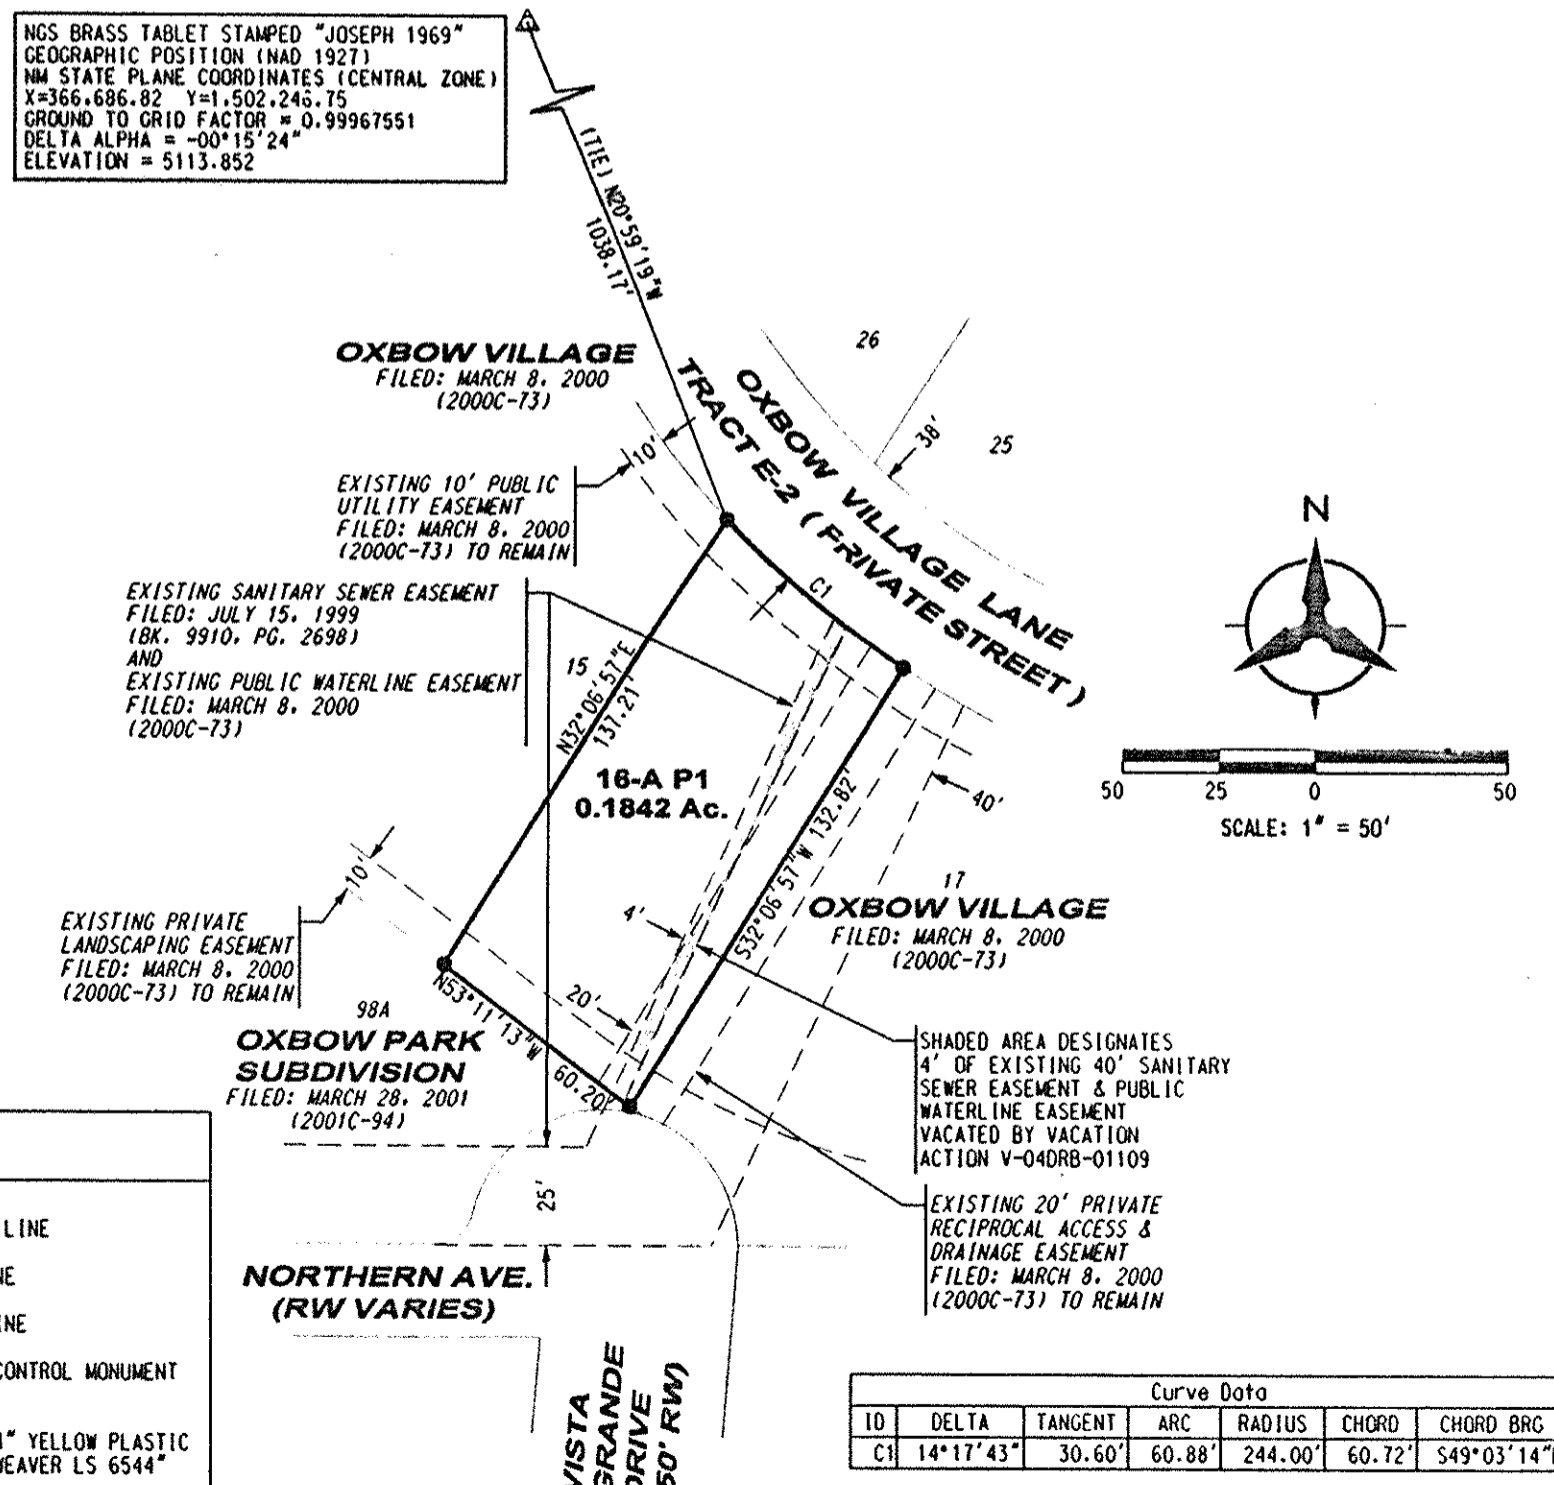 NGS BRASS TABLET STAMPED "JOSEPH 1969"
GEOGRAPHIC POSITION (NAD 1927)
NM STATE PLANE COORDINATES (CENTRAL ZONE)
X=366,686.82 Y=1,502,246.75
GROUND TO GRID FACTOR = 0.99967551
DELTA ALPHA = -00°15'24"
ELEVATION = 5113.852
(TIE) N20°59'19"W
1038.17'
OXBOW VILLAGE
FILED: MARCH 8, 2000
(2000C-73)
26
25
38'
OXBOW VILLAGE LANE
TRACT E-2 (PRIVATE STREET)
10'
EXISTING 10' PUBLIC
UTILITY EASEMENT
FILED: MARCH 8, 2000
(2000C-73) TO REMAIN
C1
N
EXISTING SANITARY SEWER EASEMENT
FILED: JULY 15, 1999
(BK. 9910, PG. 2698)
AND
EXISTING PUBLIC WATERLINE EASEMENT
FILED: MARCH 8, 2000
(2000C-73)
15
N32°06'57"E
137.21'
16-A P1
0.1842 Ac.
S32°06'57"W 132.82'
40'
50 25 0 50
SCALE: 1" = 50'
10'
17
OXBOW VILLAGE
FILED: MARCH 8, 2000
(2000C-73)
4'
EXISTING PRIVATE
LANDSCAPING EASEMENT
FILED: MARCH 8, 2000
(2000C-73) TO REMAIN
N53°11'13"W 60.20'
20'
98A
OXBOW PARK
SUBDIVISION
FILED: MARCH 28, 2001
(2001C-94)
SHADED AREA DESIGNATES
4' OF EXISTING 40' SANITARY
SEWER EASEMENT & PUBLIC
WATERLINE EASEMENT
VACATED BY VACATION
ACTION V-04DRB-01109
25'
EXISTING 20' PRIVATE
RECIPROCAL ACCESS &
DRAINAGE EASEMENT
FILED: MARCH 8, 2000
(2000C-73) TO REMAIN
NORTHERN AVE.
(RW VARIES)
LINE
NE
INE
CONTROL MONUMENT
1" YELLOW PLASTIC
WEAVER LS 6544"
VISTA
GRANDE
DRIVE
50' RW)
Curve Data
ID DELTA TANGENT ARC RADIUS CHORD CHORD BRG
C1 14°17'43" 30.60' 60.88' 244.00' 60.72' S49°03'14"